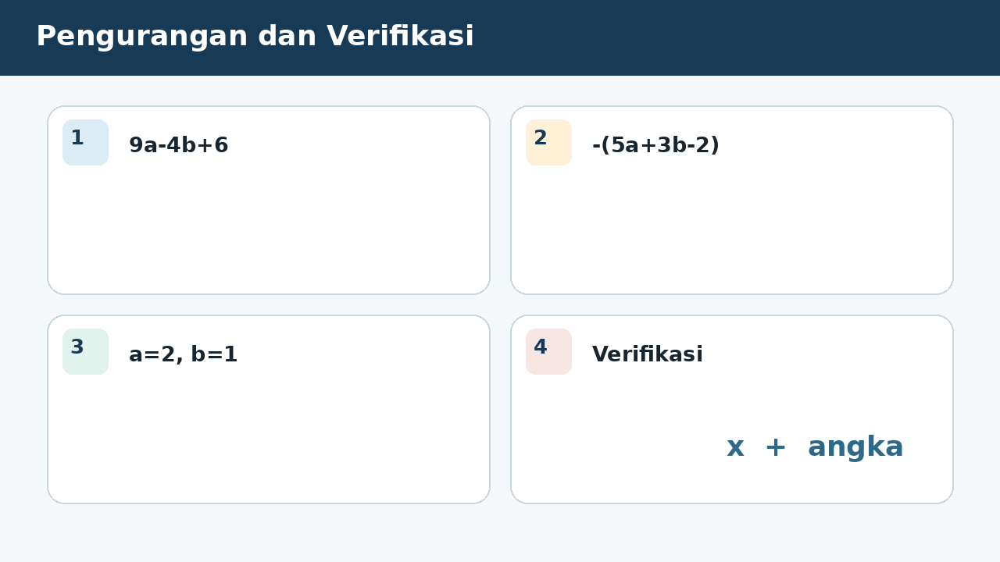 Pengurangan dan Verifikasi
1 9a-4b+6
2 -(5a+3b-2)
3 a=2, b=1
4 Verifikasi
x + angka